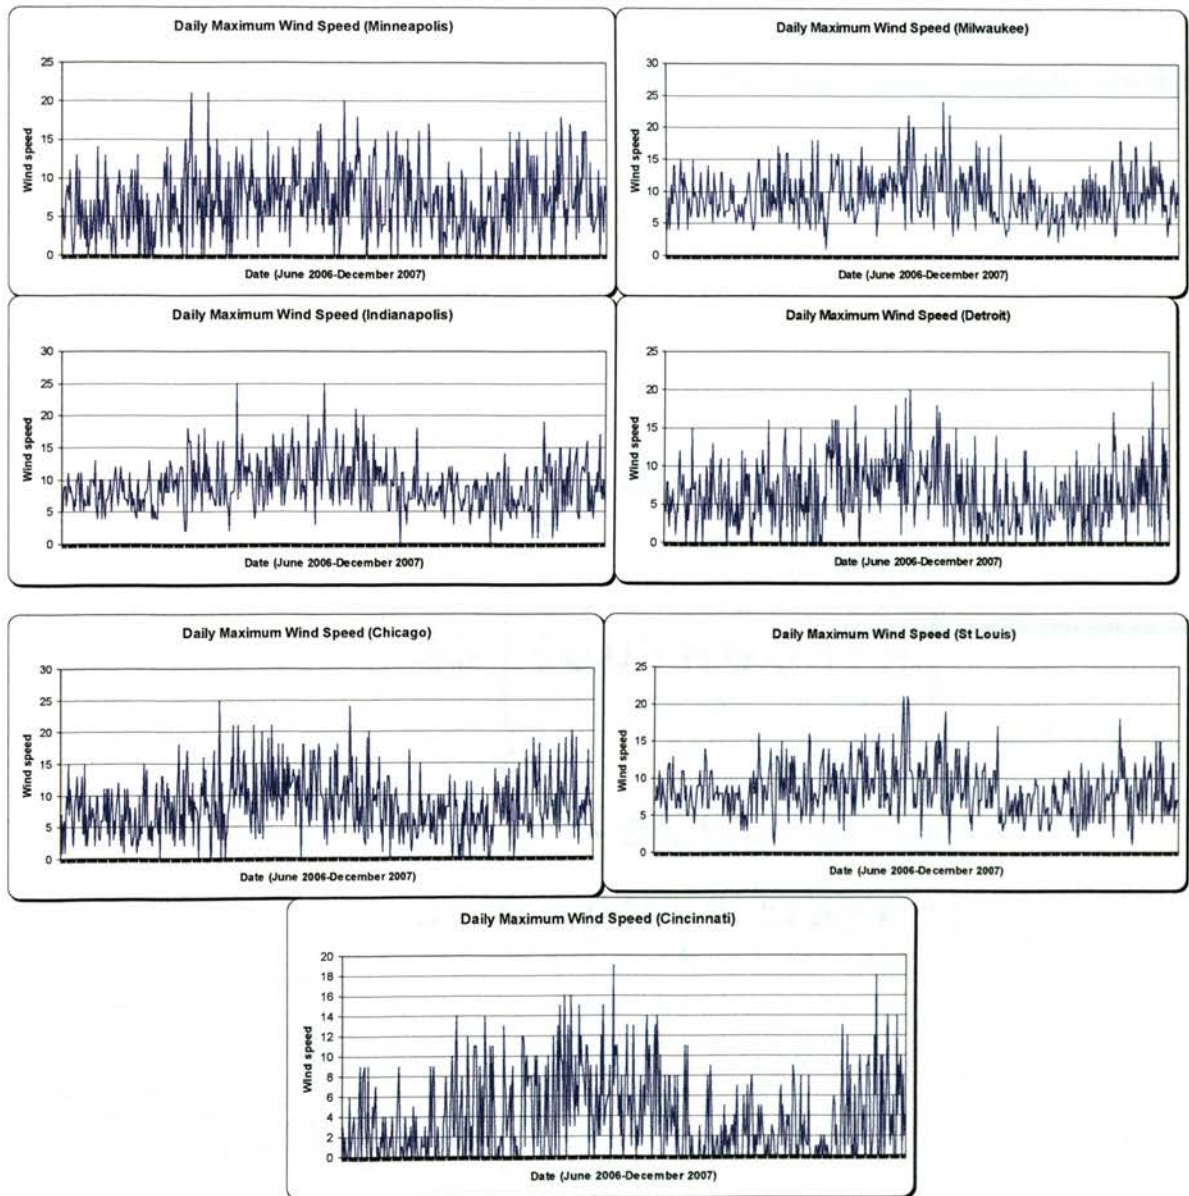 Daily Maximum Wind Speed (Minneapolis)
25
20
15
10
5
0
Wind speed
Date (June 2006-December 2007)
Daily Maximum Wind Speed (Milwaukee)
30
25
20
15
10
5
0
Wind speed
Date (June 2006-December 2007)
Daily Maximum Wind Speed (Indianapolis)
30
25
20
15
10
5
0
Wind speed
Date (June 2006-December 2007)
Daily Maximum Wind Speed (Detroit)
25
20
15
10
5
0
Wind speed
Date (June 2006-December 2007)
Daily Maximum Wind Speed (Chicago)
30
25
20
15
10
5
0
Wind speed
Date (June 2006-December 2007)
Daily Maximum Wind Speed (St Louis)
25
20
15
10
5
0
Wind speed
Date (June 2006-December 2007)
Daily Maximum Wind Speed (Cincinnati)
20
18
16
14
12
10
8
6
4
2
0
Wind speed
Date (June 2006-December 2007)